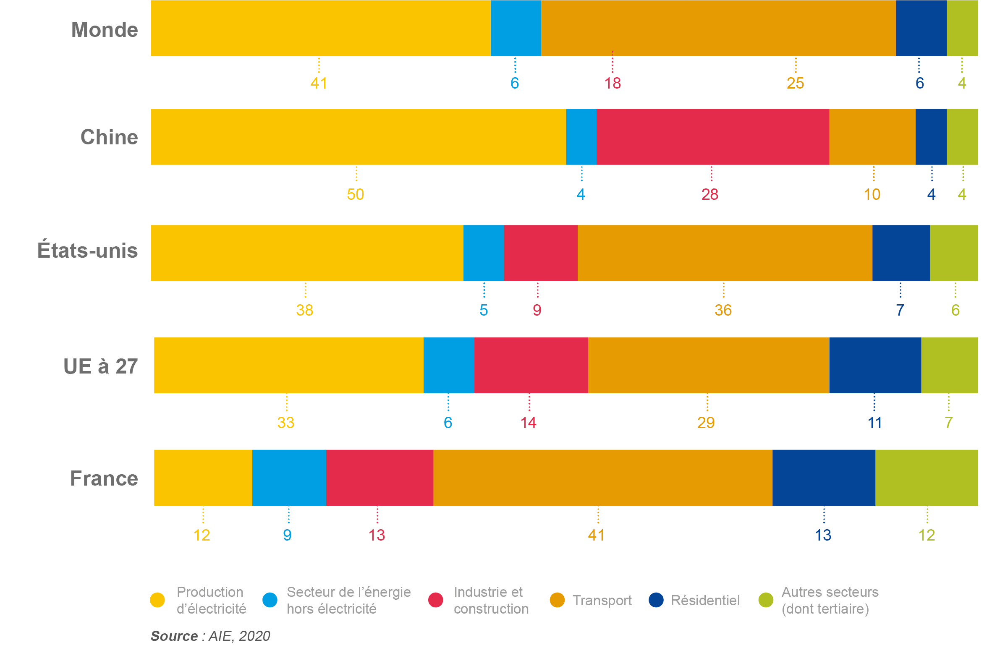 Monde
41 6 18 25 6 4
Chine
50 4 28 10 4 4
États-unis
38 5 9 36 7 6
UE à 27
33 6 14 29 11 7
France
12 9 13 41 13 12
Production
d’électricité
Secteur de l’énergie
hors électricité
Industrie et
construction
Transport
Résidentiel
Autres secteurs
(dont tertiaire)
Source : AIE, 2020